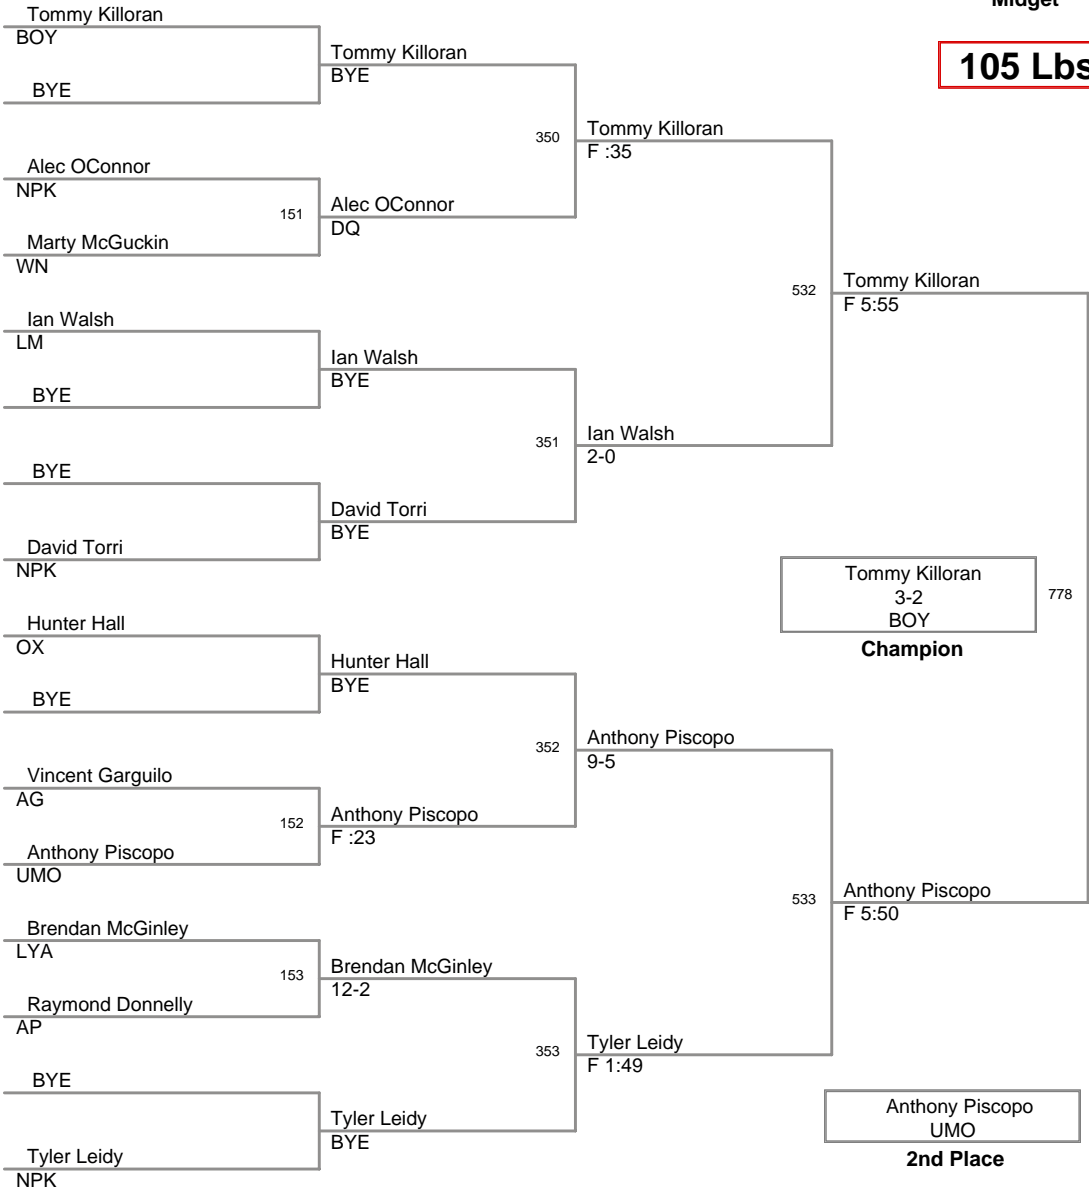 Midget
105 Lbs
Tommy Killoran
BOY
BYE
Alec OConnor
NPK
151
Marty McGuckin
WN
Ian Walsh
LM
BYE
BYE
David Torri
NPK
Hunter Hall
OX
BYE
Vincent Garguilo
AG
152
Anthony Piscopo
UMO
Brendan McGinley
LYA
153
Raymond Donnelly
AP
BYE
Tyler Leidy
NPK
Tommy Killoran
BYE
350
Alec OConnor
DQ
Ian Walsh
BYE
351
David Torri
BYE
Hunter Hall
BYE
352
Anthony Piscopo
F :23
Brendan McGinley
12-2
353
Tyler Leidy
BYE
Tommy Killoran
F :35
532
Ian Walsh
2-0
Anthony Piscopo
9-5
533
Tyler Leidy
F 1:49
Tommy Killoran
F 5:55
Tommy Killoran
3-2
BOY
778
Champion
Anthony Piscopo
F 5:50
Anthony Piscopo
UMO
2nd Place